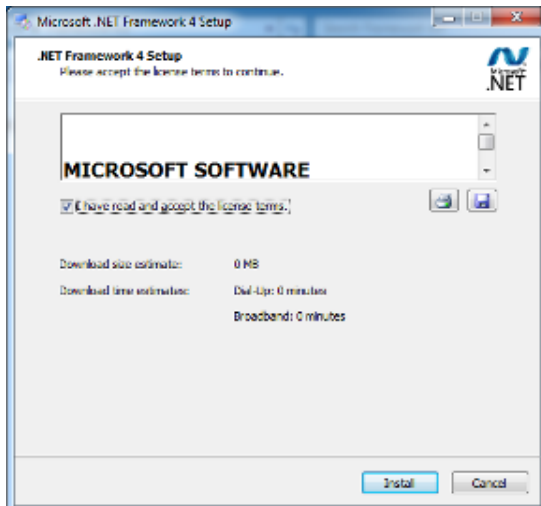 Microsoft .NET Framework 4 Setup
.NET Framework 4 Setup
Please accept the license terms to continue.
Microsoft
.NET
MICROSOFT SOFTWARE
I have read and accept the license terms.
Download size estimate: 0 MB
Download time estimates: Dial-Up: 0 minutes
Broadband: 0 minutes
Install Cancel